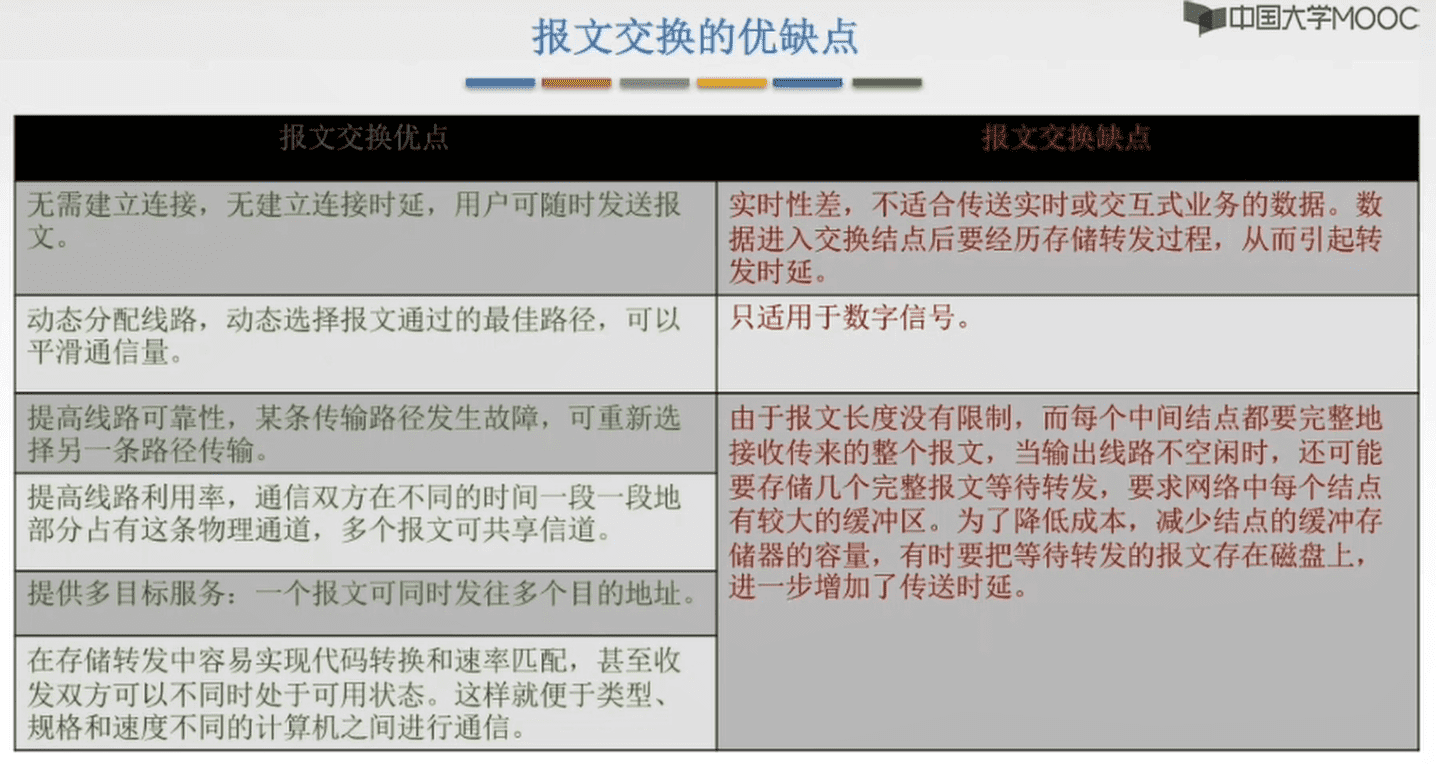 中国大学MOOC
报文交换的优缺点
报文交换优点
报文交换缺点
无需建立连接，无建立连接时延，用户可随时发送报
文。
实时性差，不适合传送实时或交互式业务的数据。数
据进入交换结点后要经历存储转发过程，从而引起转
发时延。
动态分配线路，动态选择报文通过的最佳路径，可以
平滑通信量。
只适用于数字信号。
提高线路可靠性，某条传输路径发生故障，可重新选
择另一条路径传输。
由于报文长度没有限制，而每个中间结点都要完整地
接收传来的整个报文，当输出线路不空闲时，还可能
要存储几个完整报文等待转发，要求网络中每个结点
有较大的缓冲区。为了降低成本，减少结点的缓冲存
储器的容量，有时要把等待转发的报文存在磁盘上，
进一步增加了传送时延。
提高线路利用率，通信双方在不同的时间一段一段地
部分占有这条物理通道，多个报文可共享信道。
提供多目标服务：一个报文可同时发往多个目的地址。
在存储转发中容易实现代码转换和速率匹配，甚至收
发双方可以不同时处于可用状态。这样就便于类型、
规格和速度不同的计算机之间进行通信。